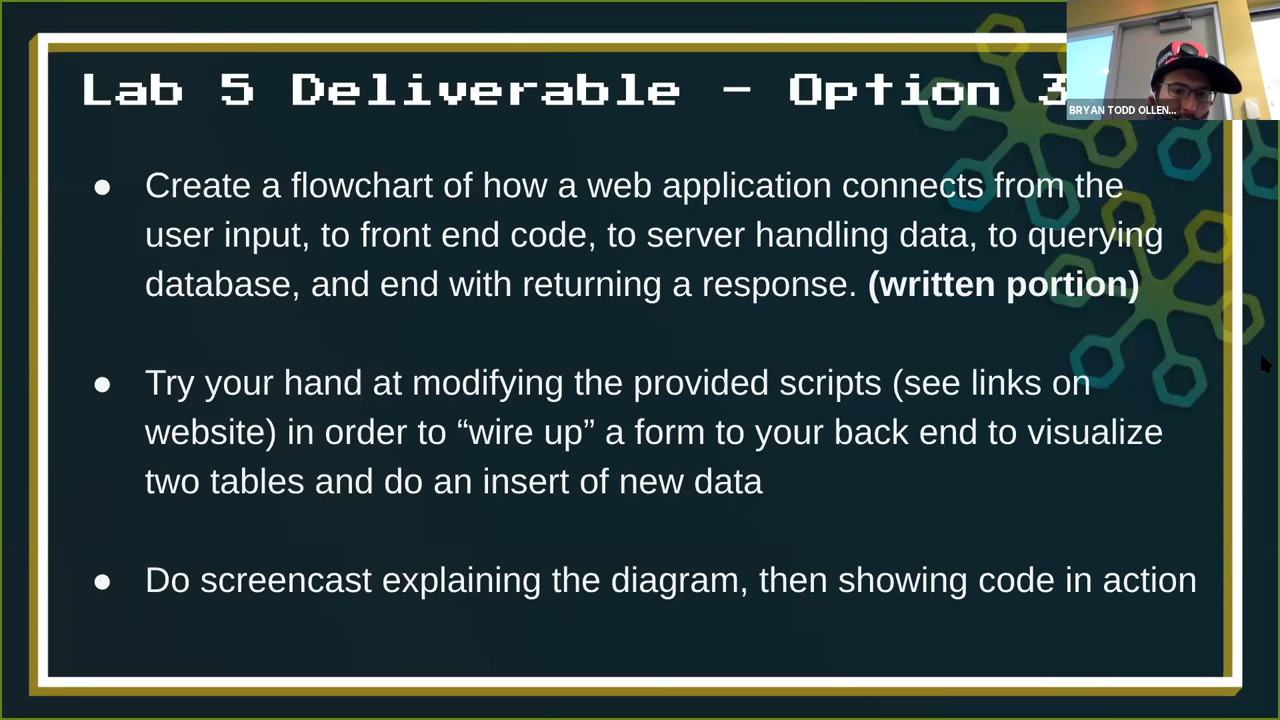 Lab 5 Deliverable - Option 3
BRYAN TODD OLLEN...
● Create a flowchart of how a web application connects from the
user input, to front end code, to server handling data, to querying
database, and end with returning a response. (written portion)
● Try your hand at modifying the provided scripts (see links on
website) in order to “wire up” a form to your back end to visualize
two tables and do an insert of new data
● Do screencast explaining the diagram, then showing code in action